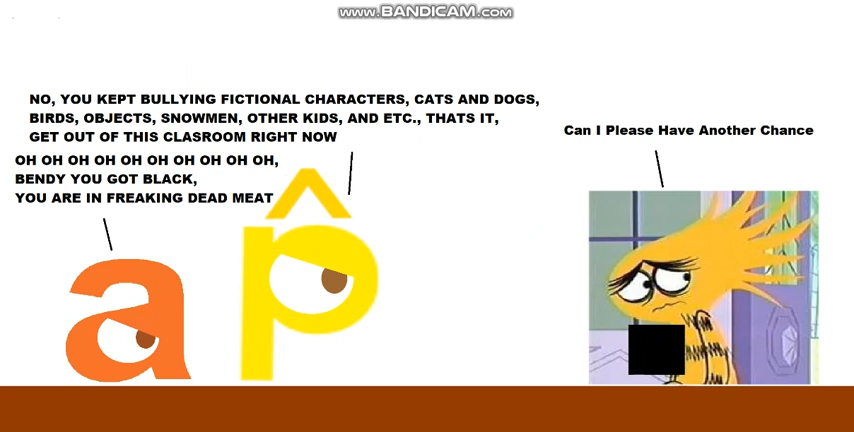 www.BANDICAM.com
NO, YOU KEPT BULLYING FICTIONAL CHARACTERS, CATS AND DOGS,
BIRDS, OBJECTS, SNOWMEN, OTHER KIDS, AND ETC., THATS IT,
GET OUT OF THIS CLASROOM RIGHT NOW
Can I Please Have Another Chance
OH OH OH OH OH OH OH OH OH OH,
BENDY YOU GOT BLACK,
YOU ARE IN FREAKING DEAD MEAT
a
p̂